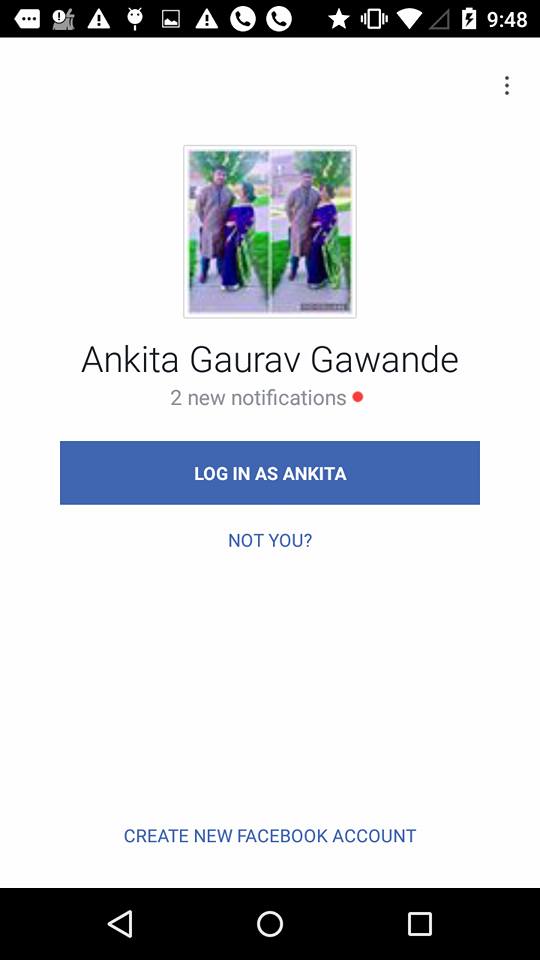 9:48
Ankita Gaurav Gawande
2 new notifications
LOG IN AS ANKITA
NOT YOU?
CREATE NEW FACEBOOK ACCOUNT